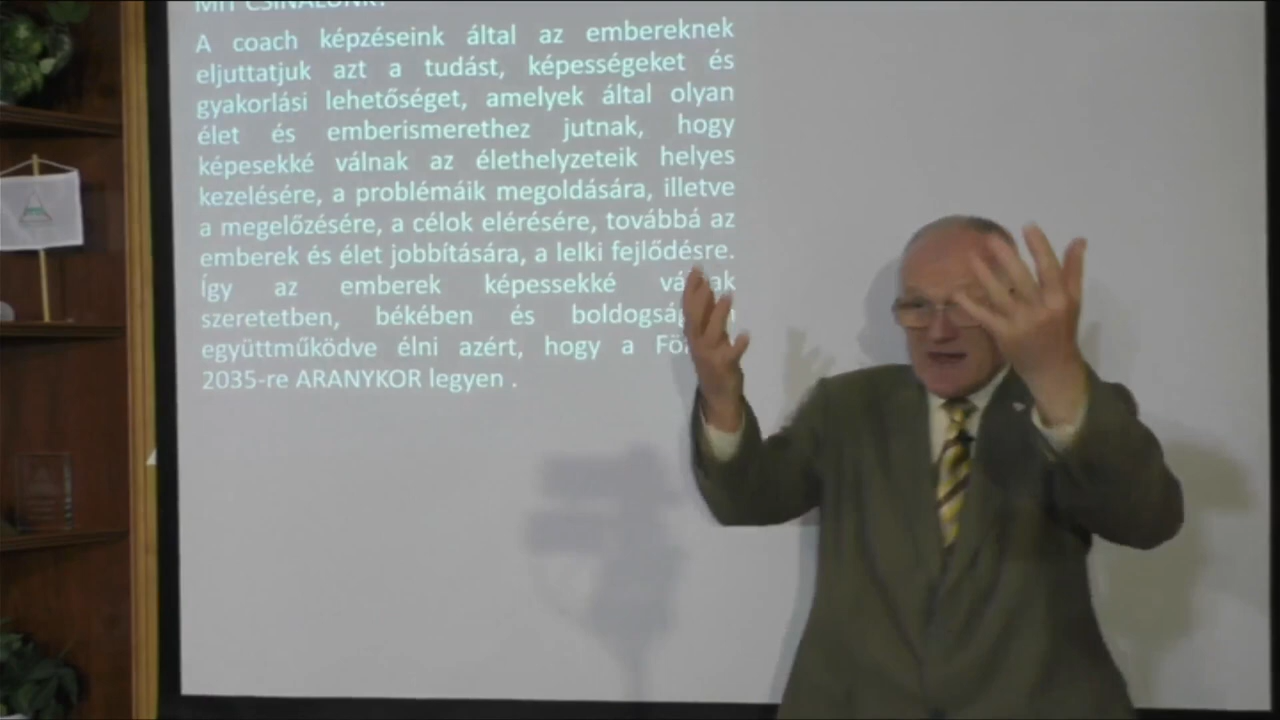 MIT CSINÁLUNK?
A coach képzéseink által az embereknek
eljuttatjuk azt a tudást, képességeket és
gyakorlási lehetőséget, amelyek által olyan
élet és emberismerethez jutnak, hogy
képesekké válnak az élethelyzeteik helyes
kezelésére, a problémáik megoldására, illetve
a megelőzésére, a célok elérésére, továbbá az
emberek és élet jobbítására, a lelki fejlődésre.
Így az emberek képessekké
szeretetben, békében és
együttműködve élni azért, hogy a
2035-re ARANYKOR legyen .